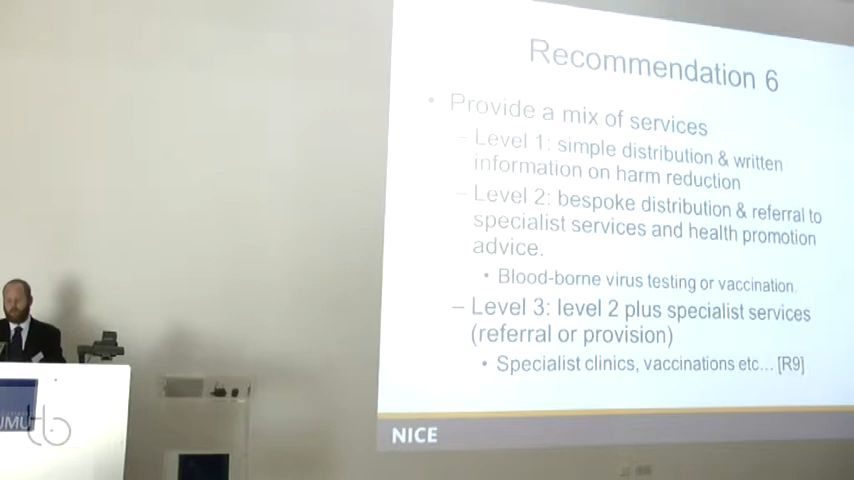 Recommendation 6
• Provide a mix of services
– Level 1: simple distribution & written
information on harm reduction
– Level 2: bespoke distribution & referral to
specialist services and health promotion
advice.
• Blood-borne virus testing or vaccination.
– Level 3: level 2 plus specialist services
(referral or provision)
• Specialist clinics, vaccinations etc... [R9]
NICE
JMU
tb